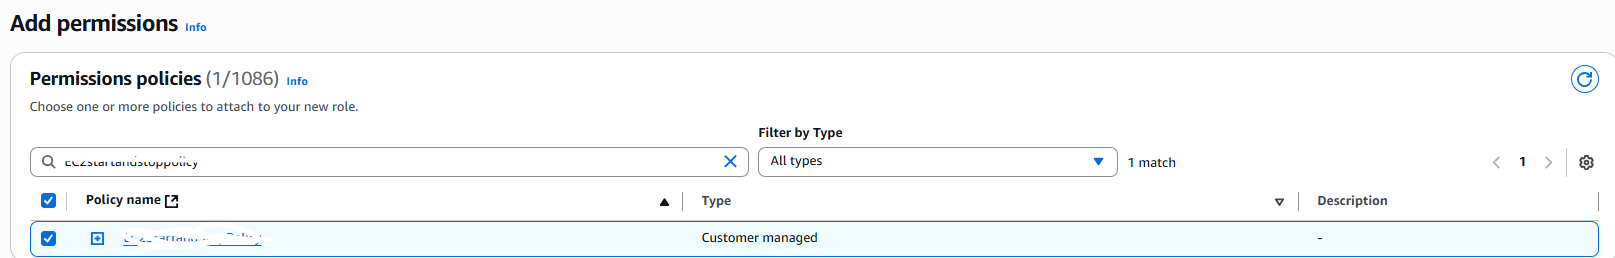 Add permissions Info
Permissions policies (1/1086) Info
Choose one or more policies to attach to your new role.
Filter by Type
EC2startandstoppolicy
All types
1 match
1
Policy name
Type
Description
Customer managed
-